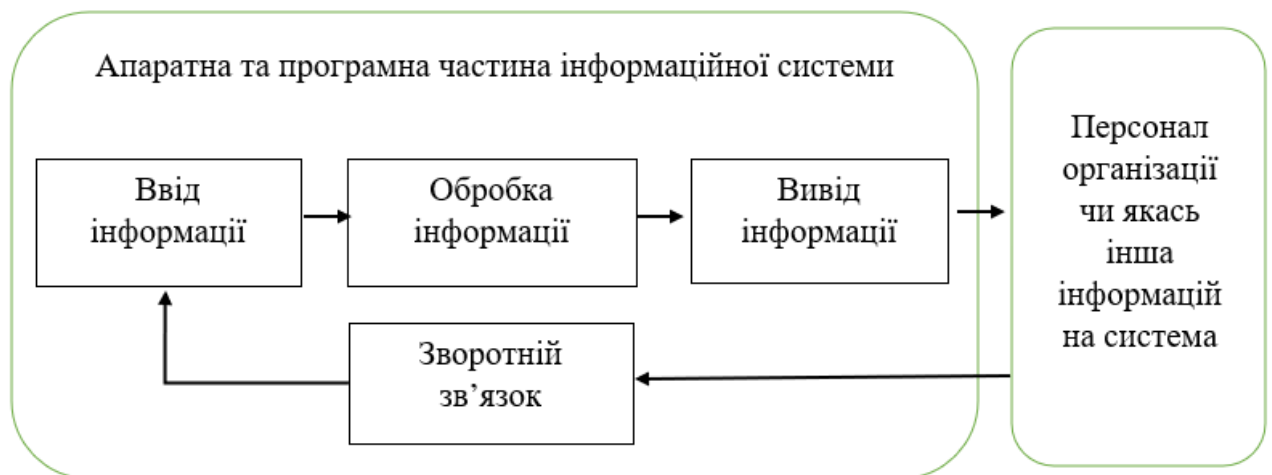 Апаратна та програмна частина інформаційної системи
Ввід
інформації
Обробка
інформації
Вивід
інформації
Зворотній
зв’язок
Персонал
організації
чи якась
інша
інформацій
на система